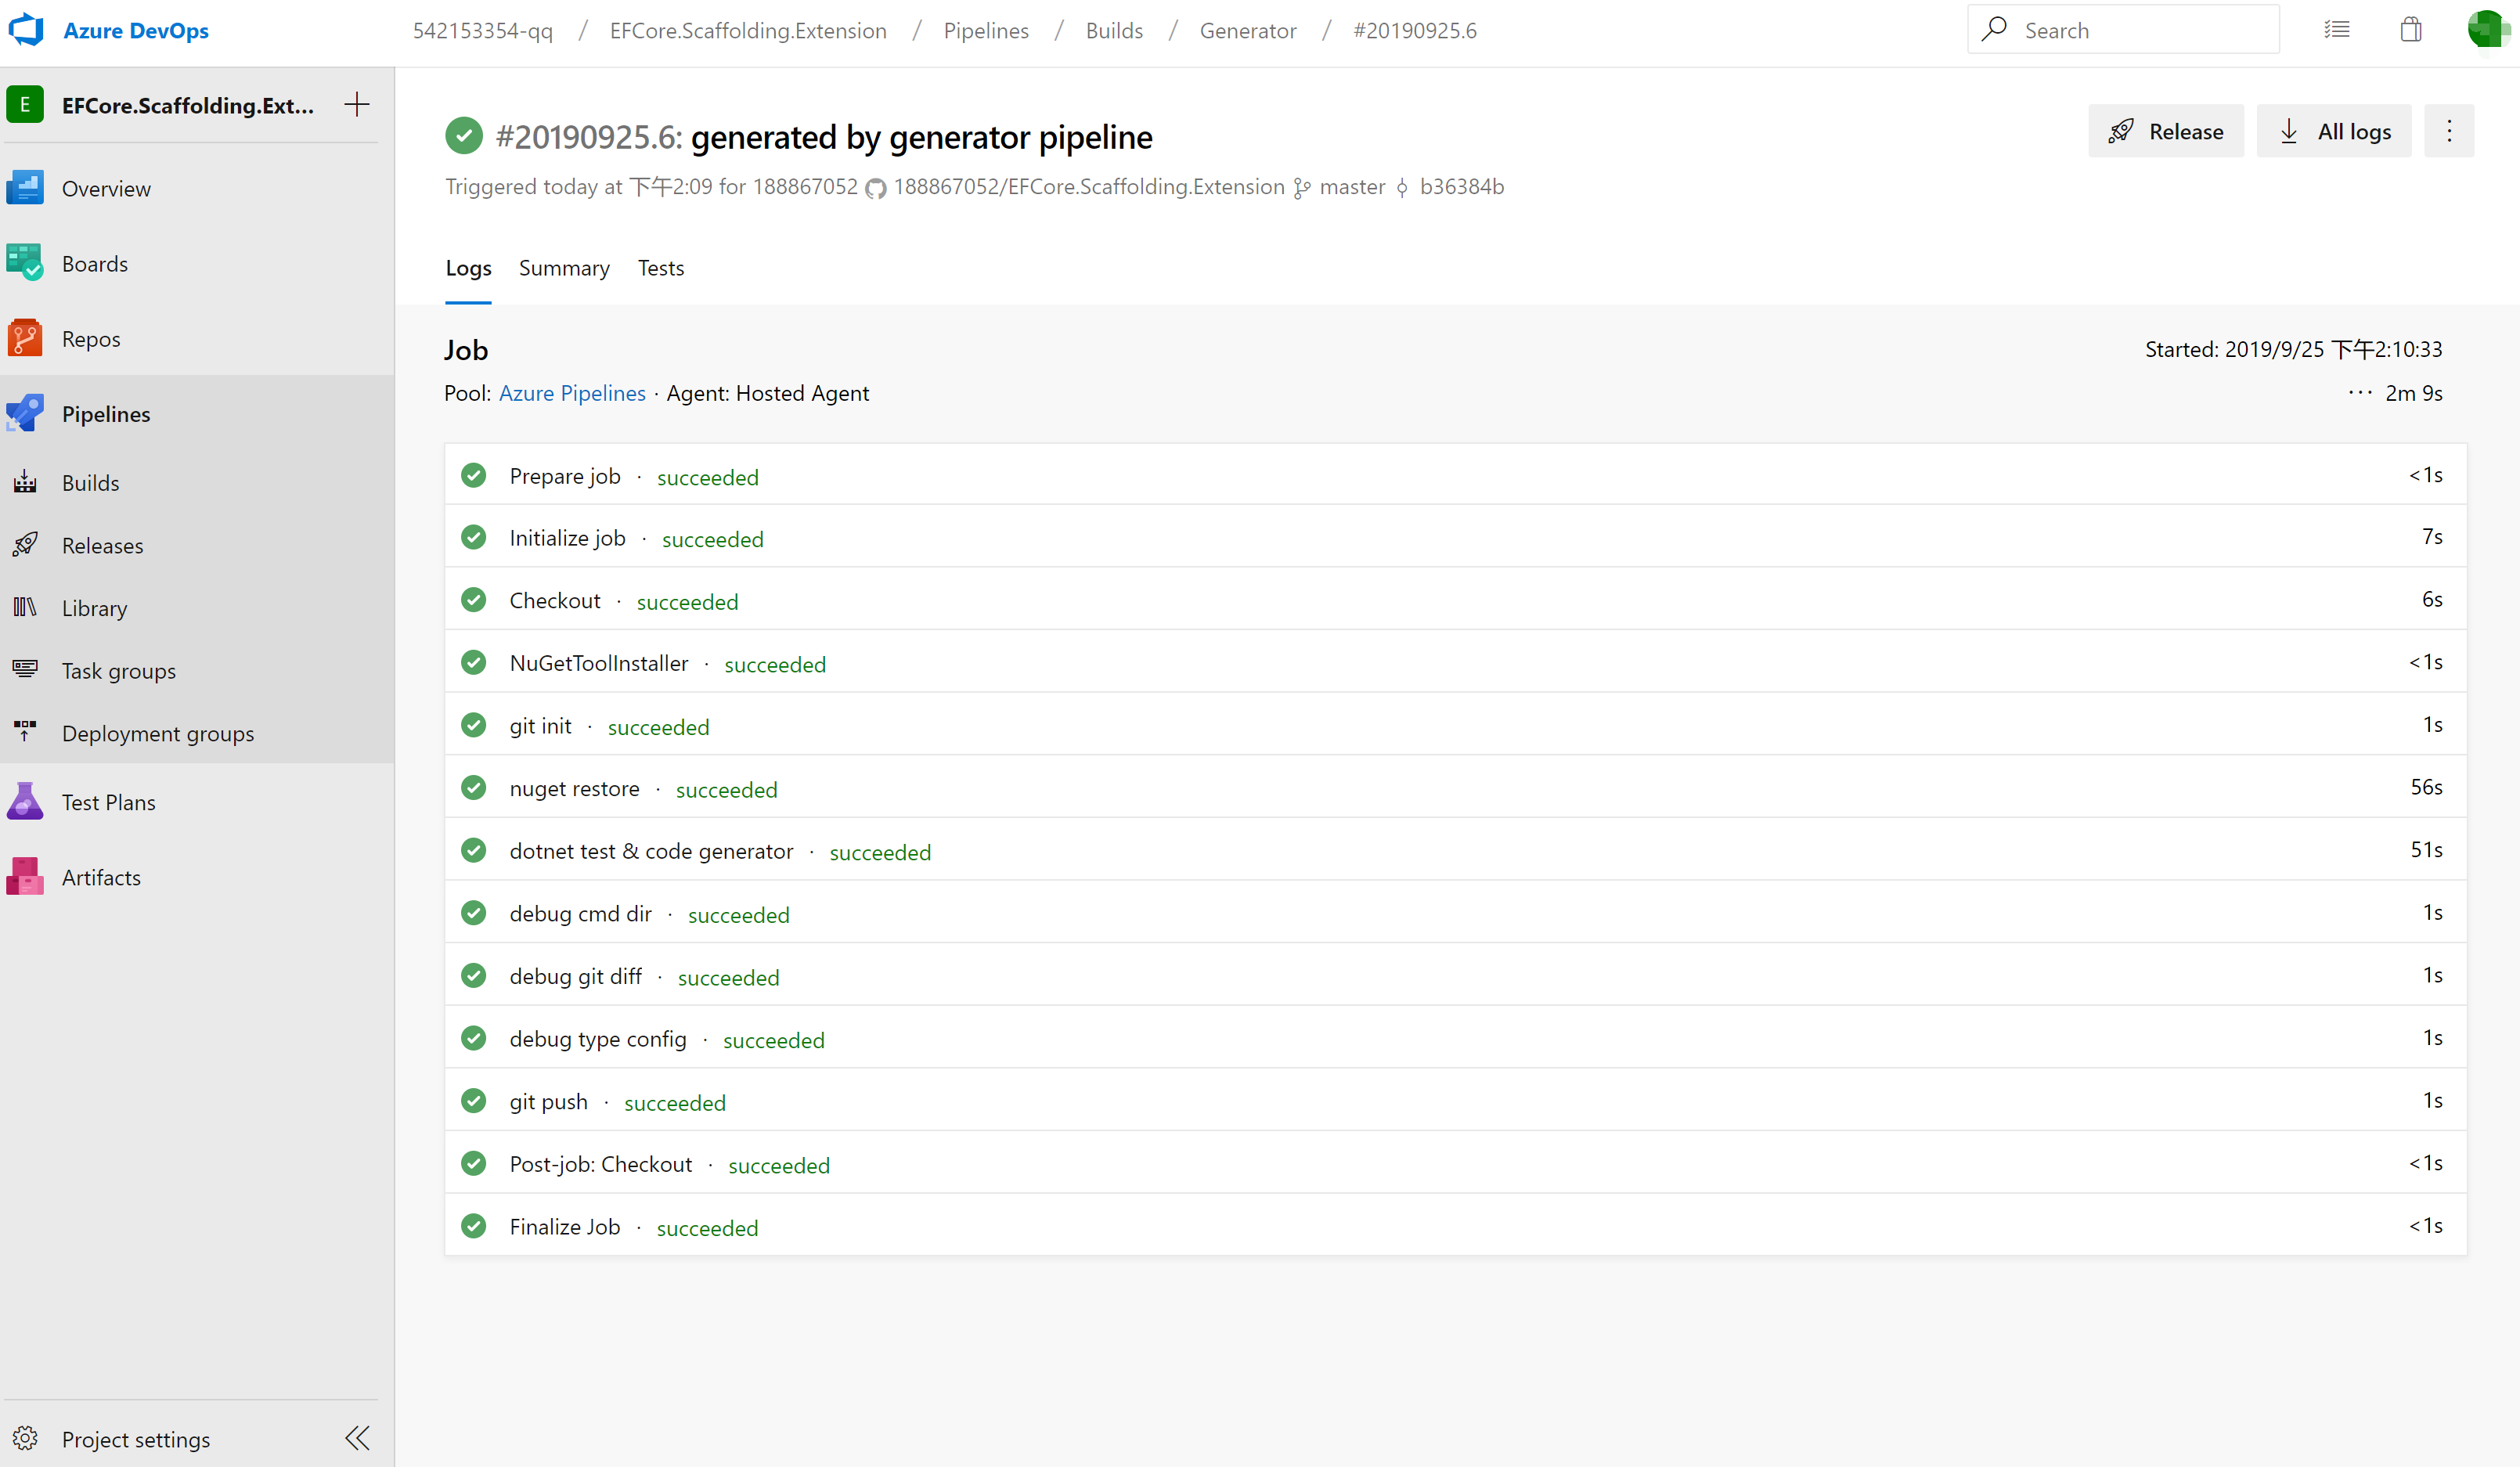 Azure DevOps 542153354-qq / EFCore.Scaffolding.Extension / Pipelines / Builds / Generator / #20190925.6 Search
E EFCore.Scaffolding.Ext...
Overview
Boards
Repos
Pipelines
Builds
Releases
Library
Task groups
Deployment groups
Test Plans
Artifacts
Project settings
#20190925.6: generated by generator pipeline
Release All logs
Triggered today at 下午2:09 for 188867052 188867052/EFCore.Scaffolding.Extension master b36384b
Logs Summary Tests
Job Started: 2019/9/25 下午2:10:33
Pool: Azure Pipelines · Agent: Hosted Agent ··· 2m 9s
Prepare job · succeeded <1s
Initialize job · succeeded 7s
Checkout · succeeded 6s
NuGetToolInstaller · succeeded <1s
git init · succeeded 1s
nuget restore · succeeded 56s
dotnet test & code generator · succeeded 51s
debug cmd dir · succeeded 1s
debug git diff · succeeded 1s
debug type config · succeeded 1s
git push · succeeded 1s
Post-job: Checkout · succeeded <1s
Finalize Job · succeeded <1s